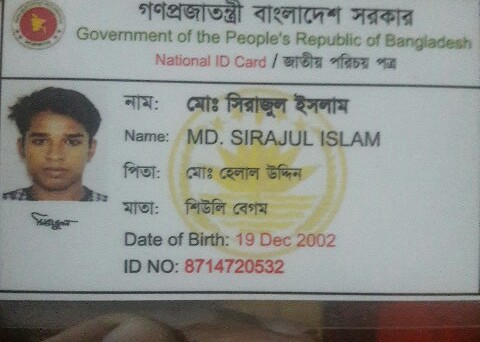 গণপ্রজাতন্ত্রী বাংলাদেশ সরকার
Government of the People's Republic of Bangladesh
National ID Card / জাতীয় পরিচয় পত্র
নাম: মোঃ সিরাজুল ইসলাম
Name: MD. SIRAJUL ISLAM
পিতা: মোঃ হেলাল উদ্দিন
মাতা: শিউলি বেগম
Date of Birth: 19 Dec 2002
ID NO: 8714720532
সিরাজুল